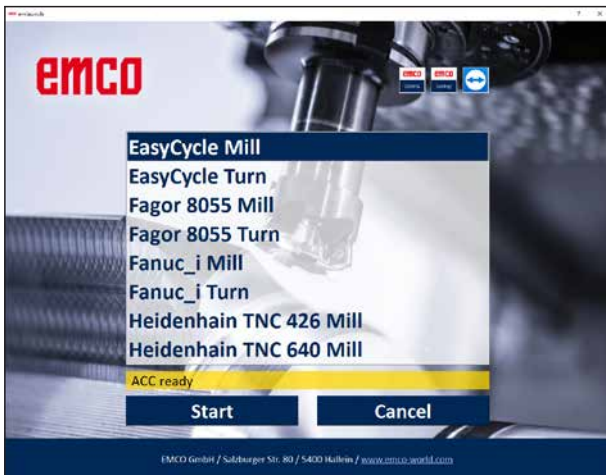 emco
EasyCycle Mill
EasyCycle Turn
Fagor 8055 Mill
Fagor 8055 Turn
Fanuc_i Mill
Fanuc_i Turn
Heidenhain TNC 426 Mill
Heidenhain TNC 640 Mill
ACC ready
Start Cancel
EMCO GmbH / Salzburger Str. 80 / 5400 Hallein / www.emco-world.com